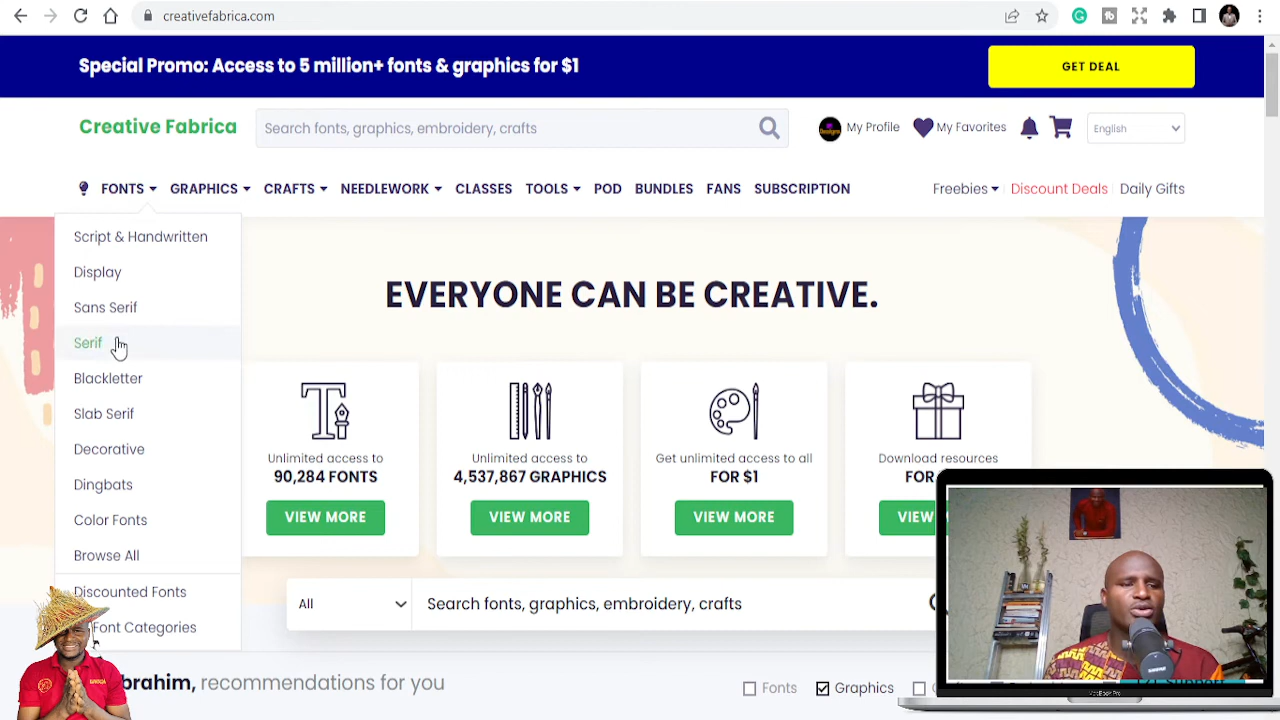 creativefabrica.com
Special Promo: Access to 5 million+ fonts & graphics for $1
GET DEAL
Creative Fabrica
Search fonts, graphics, embroidery, crafts
My Profile
My Favorites
English
FONTS
GRAPHICS
CRAFTS
NEEDLEWORK
CLASSES
TOOLS
POD
BUNDLES
FANS
SUBSCRIPTION
Freebies
Discount Deals
Daily Gifts
Script & Handwritten
Display
Sans Serif
Serif
Blackletter
Slab Serif
Decorative
Dingbats
Color Fonts
Browse All
Discounted Fonts
Font Categories
EVERYONE CAN BE CREATIVE.
Unlimited access to
90,284 FONTS
VIEW MORE
Unlimited access to
4,537,867 GRAPHICS
VIEW MORE
Get unlimited access to all
FOR $1
VIEW MORE
Download resources
FOR
VIEW
All
Search fonts, graphics, embroidery, crafts
brahim, recommendations for you
Fonts
Graphics
MacBook Pro